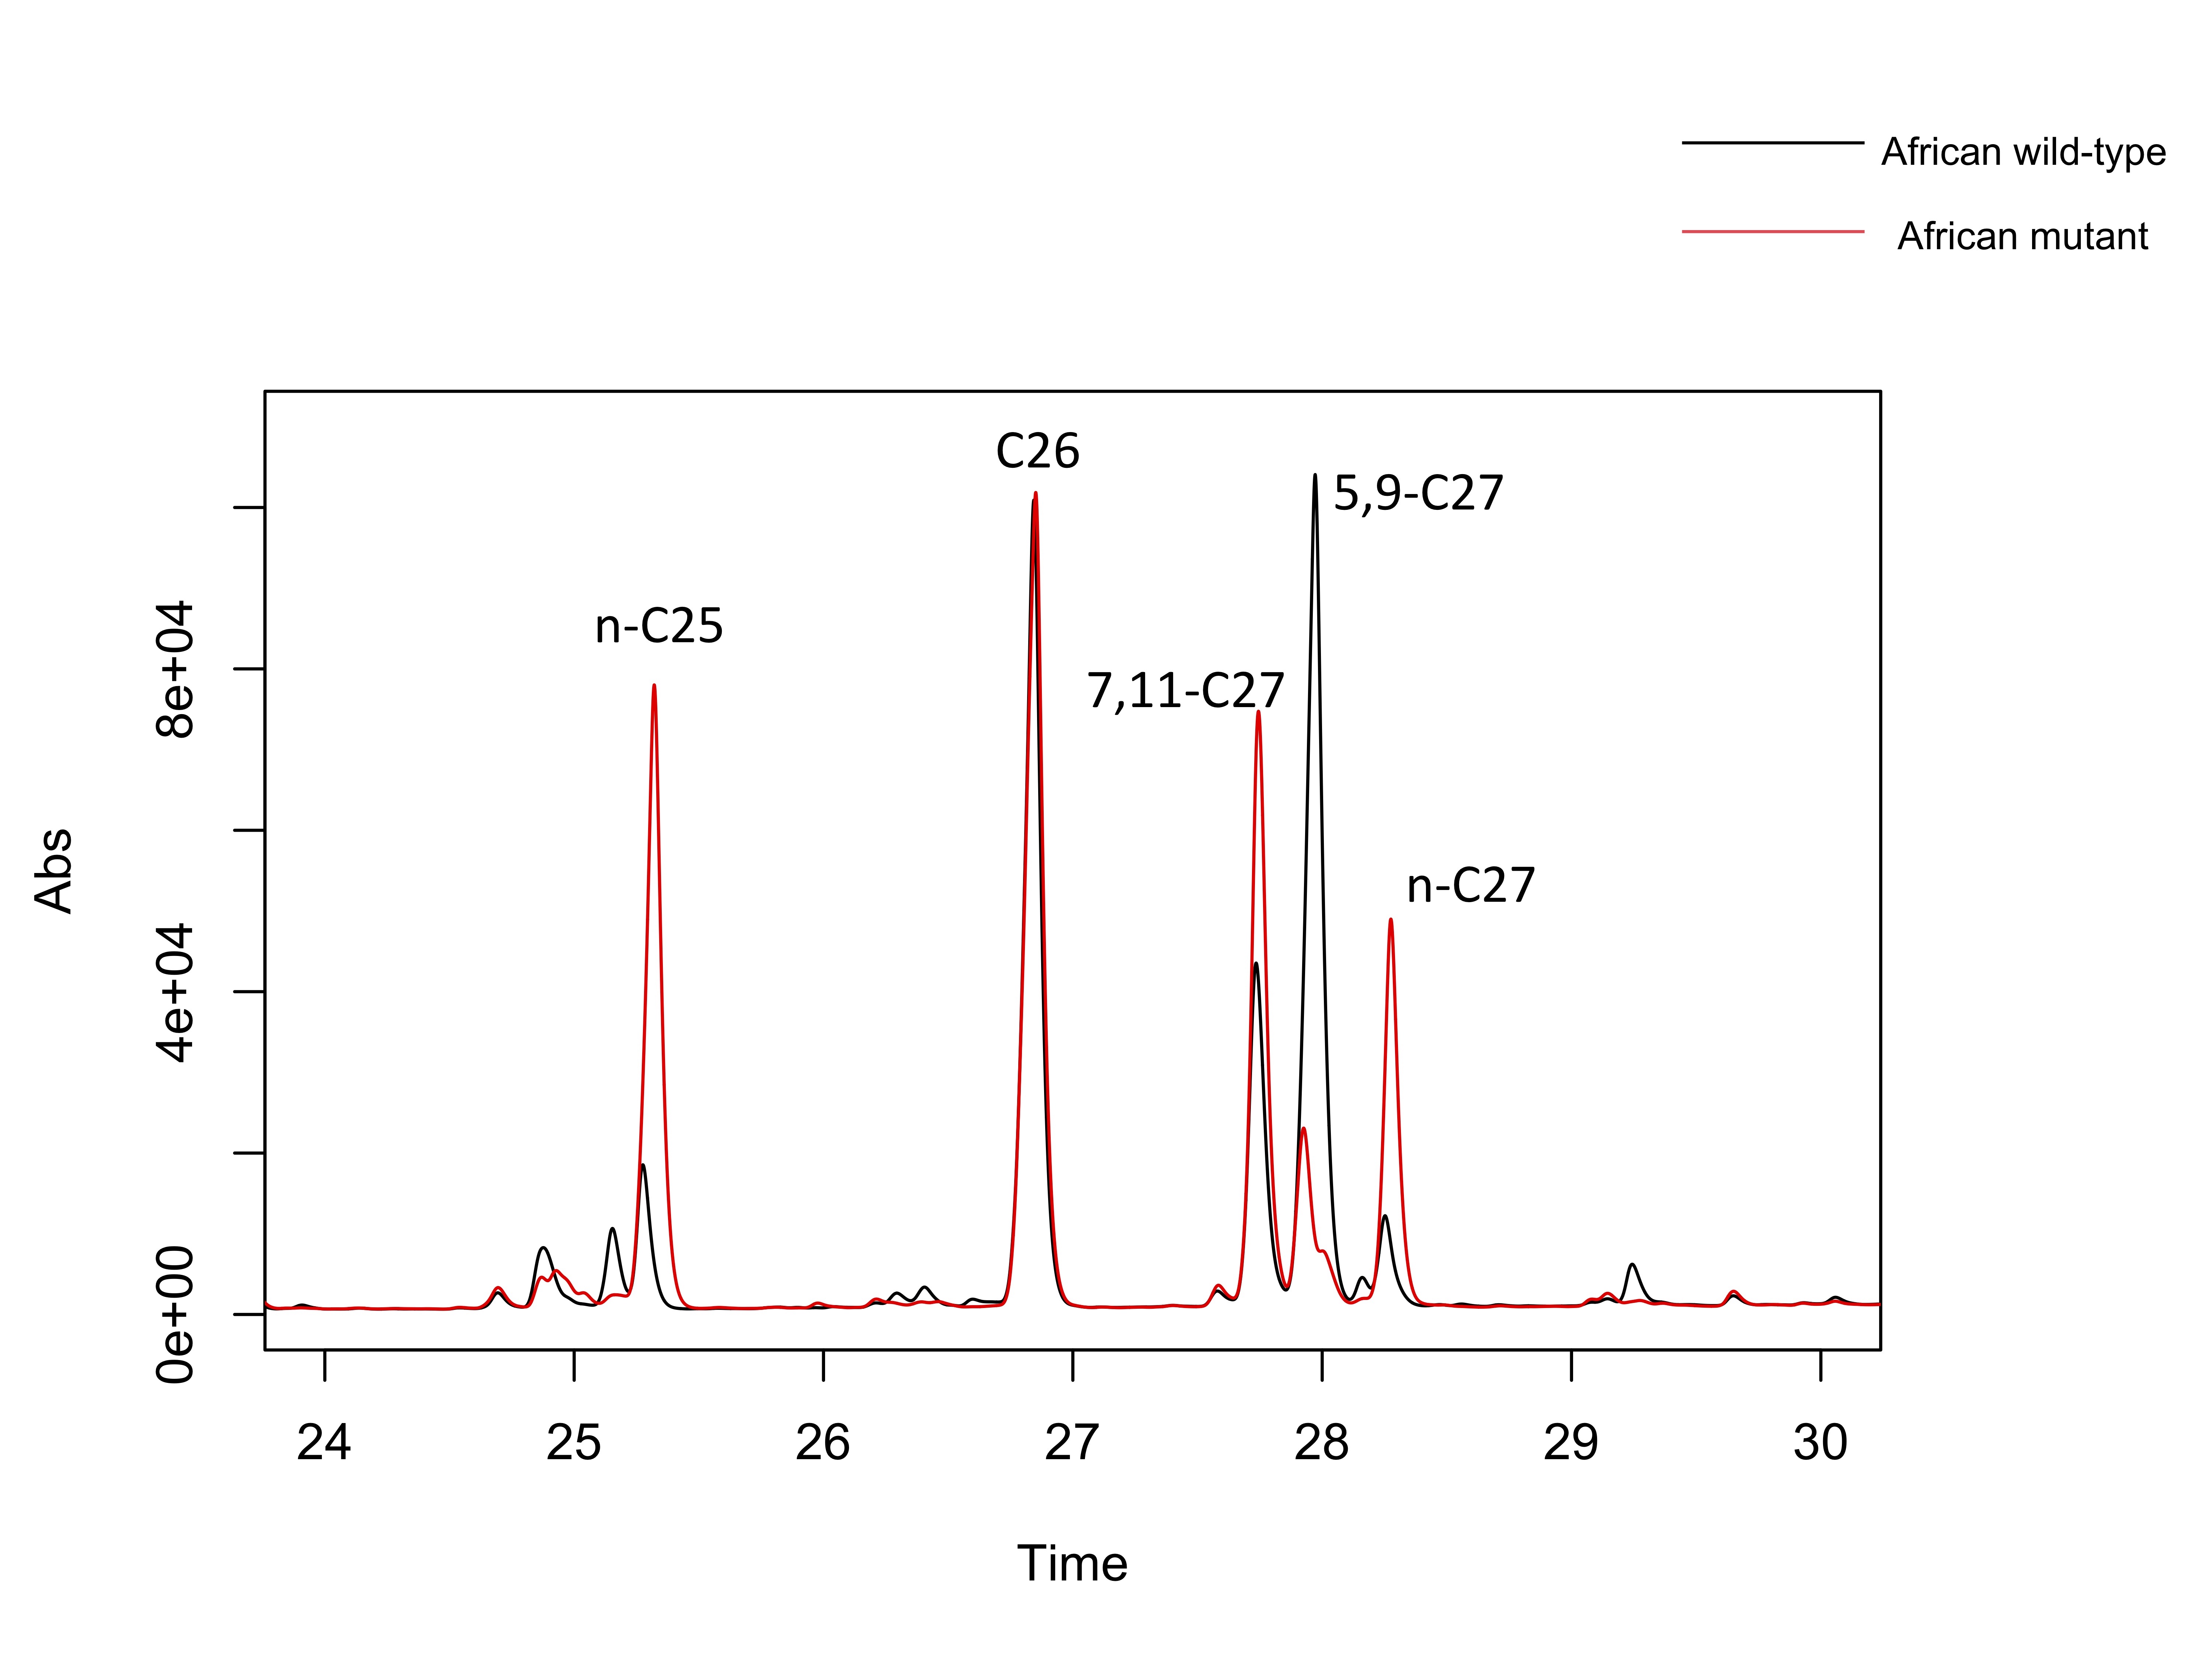 African wild-type
African mutant
C26
5,9-C27
n-C25
7,11-C27
n-C27
Abs
8e+04
4e+04
0e+00
24 25 26 27 28 29 30
Time